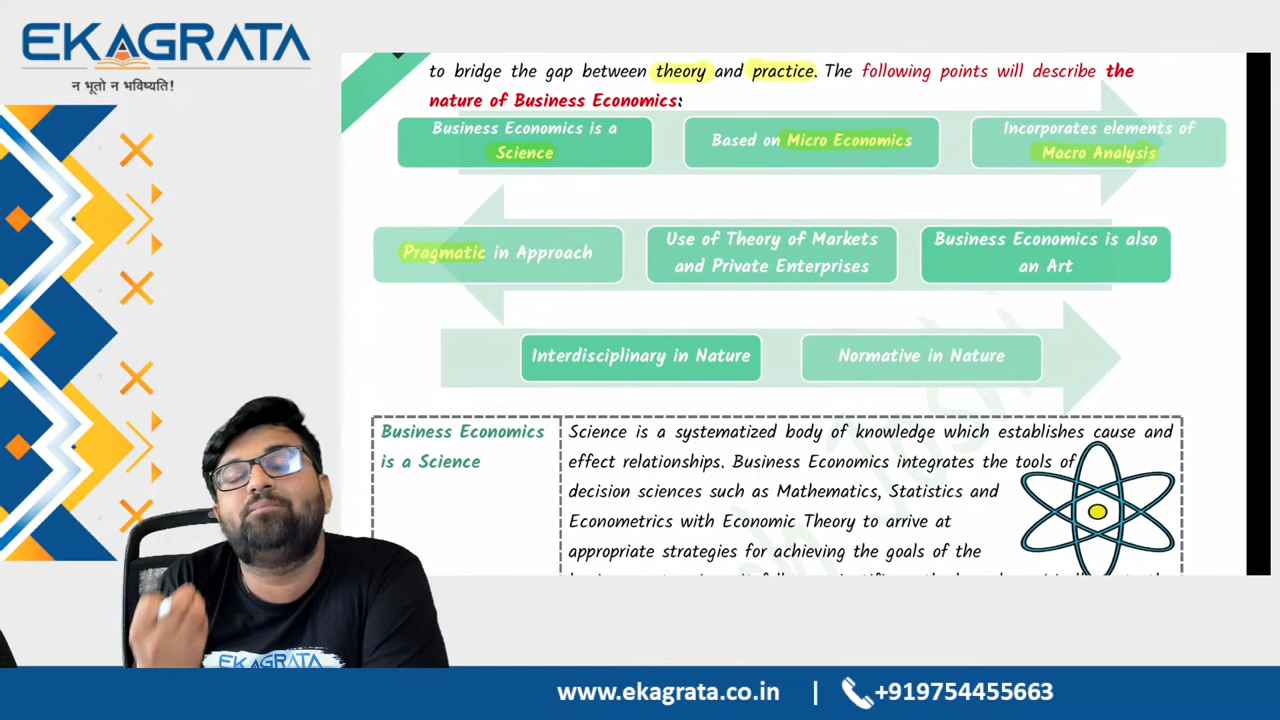 EKAGRATA
न भूतो न भविष्यति!
to bridge the gap between theory and practice. The following points will describe the
nature of Business Economics:
Business Economics is a
Science
Based on Micro Economics
Incorporates elements of
Macro Analysis
Pragmatic in Approach
Use of Theory of Markets
and Private Enterprises
Business Economics is also
an Art
Interdisciplinary in Nature
Normative in Nature
Business Economics
is a Science
Science is a systematized body of knowledge which establishes cause and
effect relationships. Business Economics integrates the tools of
decision sciences such as Mathematics, Statistics and
Econometrics with Economic Theory to arrive at
appropriate strategies for achieving the goals of the
EKAGRATA
www.ekagrata.co.in | +919754455663